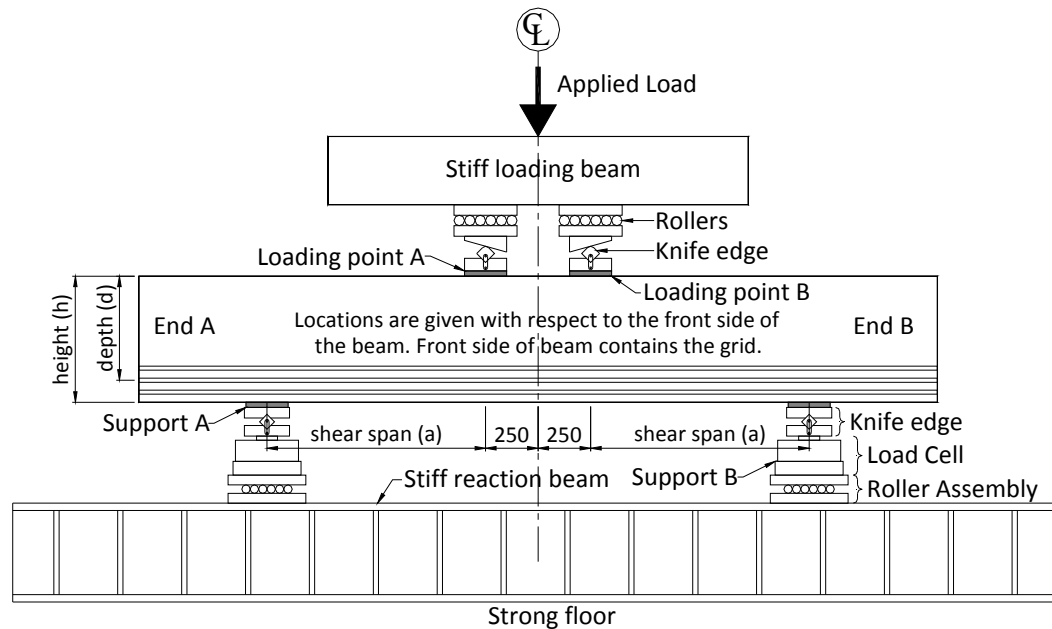 CL
Applied Load
Stiff loading beam
Rollers
Knife edge
Loading point A
Loading point B
height (h)
depth (d)
End A
Locations are given with respect to the front side of
the beam. Front side of beam contains the grid.
End B
Support A
shear span (a)
250
250
shear span (a)
Knife edge
Load Cell
Support B
Stiff reaction beam
Roller Assembly
Strong floor